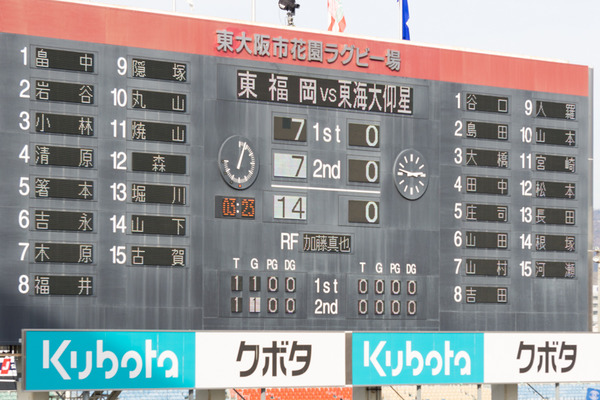 東大阪市花園ラグビー場
東福岡 VS 東海大仰星
7 1st 0
7 2nd 0
03:23 14 0
RF 加藤真也
T G PG DG T G PG DG
1 1 0 0 1st 0 0 0 0
1 1 0 0 2nd 0 0 0 0
1 畠中
2 岩谷
3 小林
4 清原
5 箸本
6 吉永
7 木原
8 福井
9 隠塚
10 丸山
11 焼山
12 森
13 堀川
14 山下
15 古賀
1 谷口
2 島田
3 大橋
4 田中
5 庄司
6 山田
7 山村
8 吉田
9 人羅
10 山本
11 宮崎
12 松本
13 長田
14 根塚
15 河瀬
Kubota クボタ Kubota クボタ